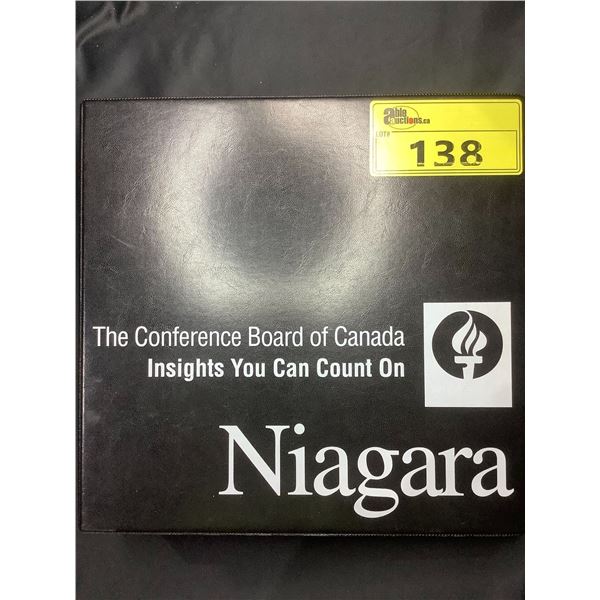 able
auctions.ca
LOT#
138
The Conference Board of Canada
Insights You Can Count On
Niagara